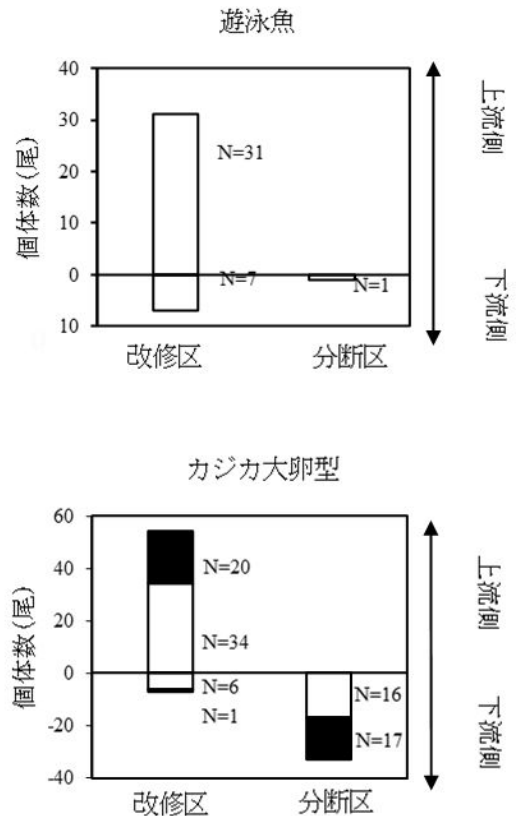 遊泳魚
40
30
20
10
0
10
個体数(尾)
N=31
N=7
N=1
改修区
分断区
上流側
下流側
カジカ大卵型
60
40
20
0
-20
-40
個体数(尾)
N=20
N=34
N=6
N=1
N=16
N=17
改修区
分断区
上流側
下流側